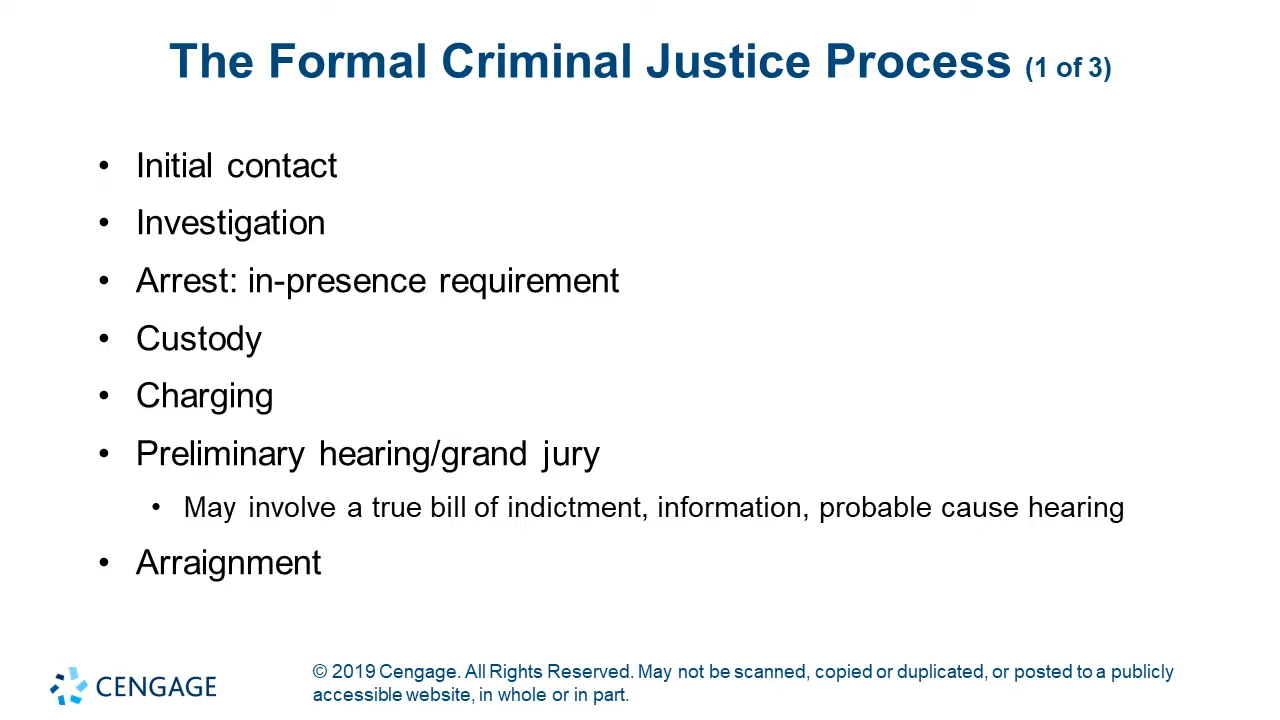 The Formal Criminal Justice Process (1 of 3)
• Initial contact
• Investigation
• Arrest: in-presence requirement
• Custody
• Charging
• Preliminary hearing/grand jury
• May involve a true bill of indictment, information, probable cause hearing
• Arraignment
CENGAGE
© 2019 Cengage. All Rights Reserved. May not be scanned, copied or duplicated, or posted to a publicly
accessible website, in whole or in part.